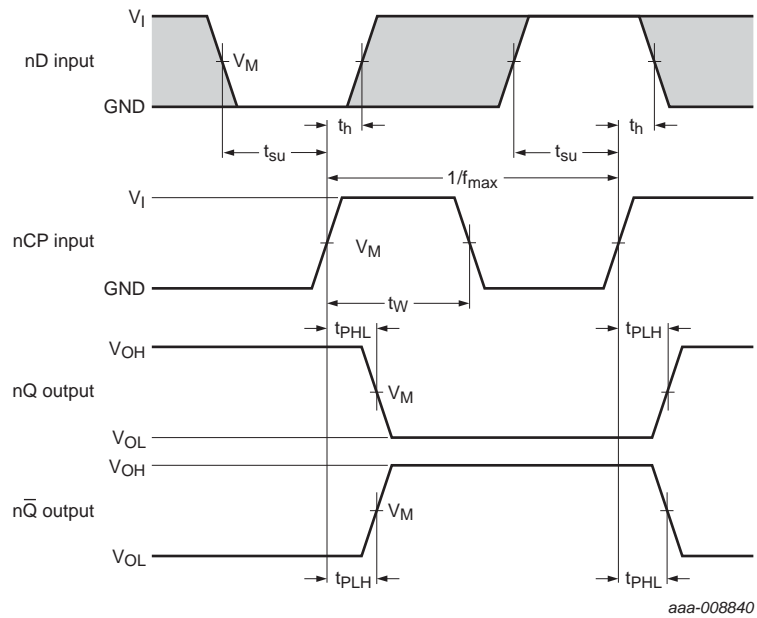 V_I
nD input
V_M
GND
t_h
t_h
t_su
t_su
1/f_max
V_I
nCP input
V_M
GND
t_W
t_PHL
t_PLH
V_OH
nQ output
V_M
V_OL
V_OH
nQ̅ output
V_M
V_OL
t_PLH
t_PHL
aaa-008840